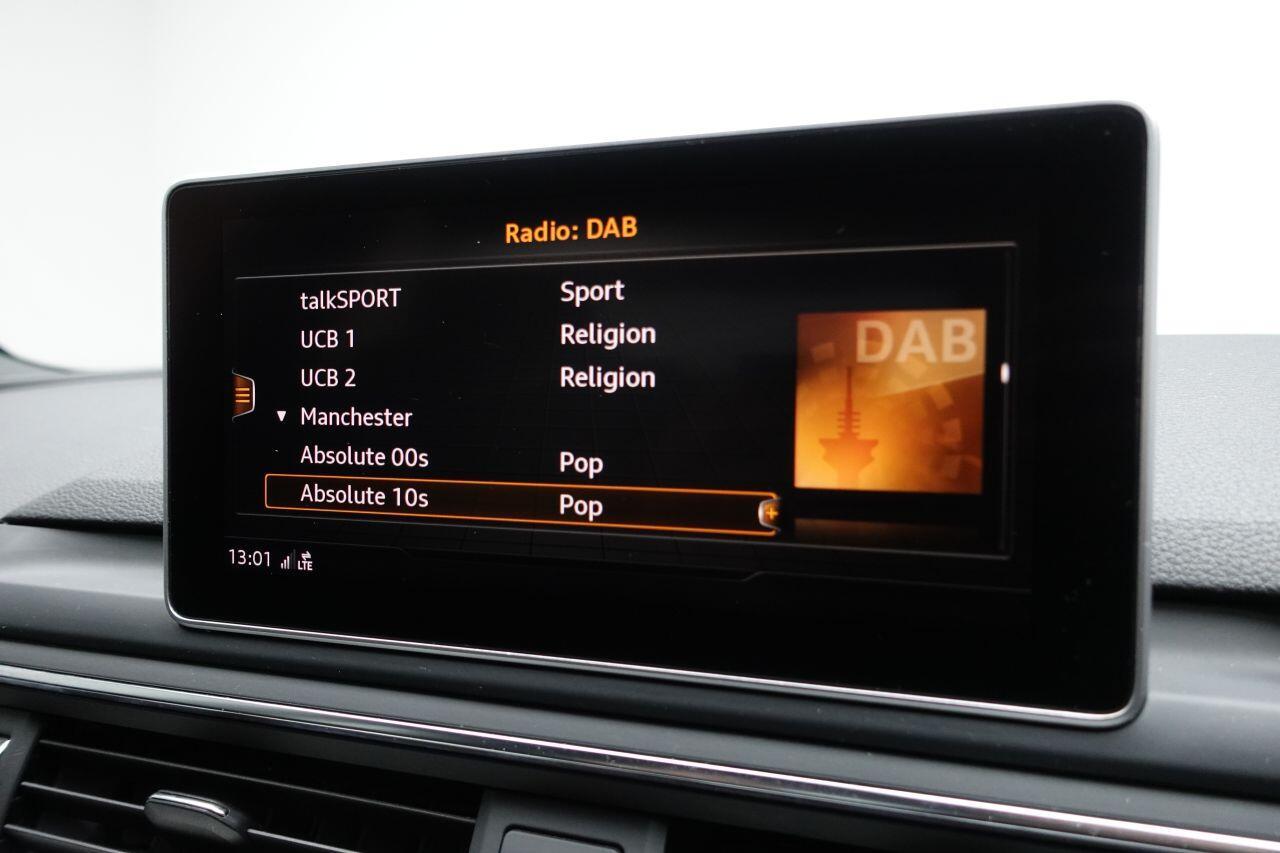 Radio: DAB
talkSPORT Sport
UCB 1 Religion
UCB 2 Religion
▼ Manchester
Absolute 00s Pop
Absolute 10s Pop
DAB
13:01 LTE